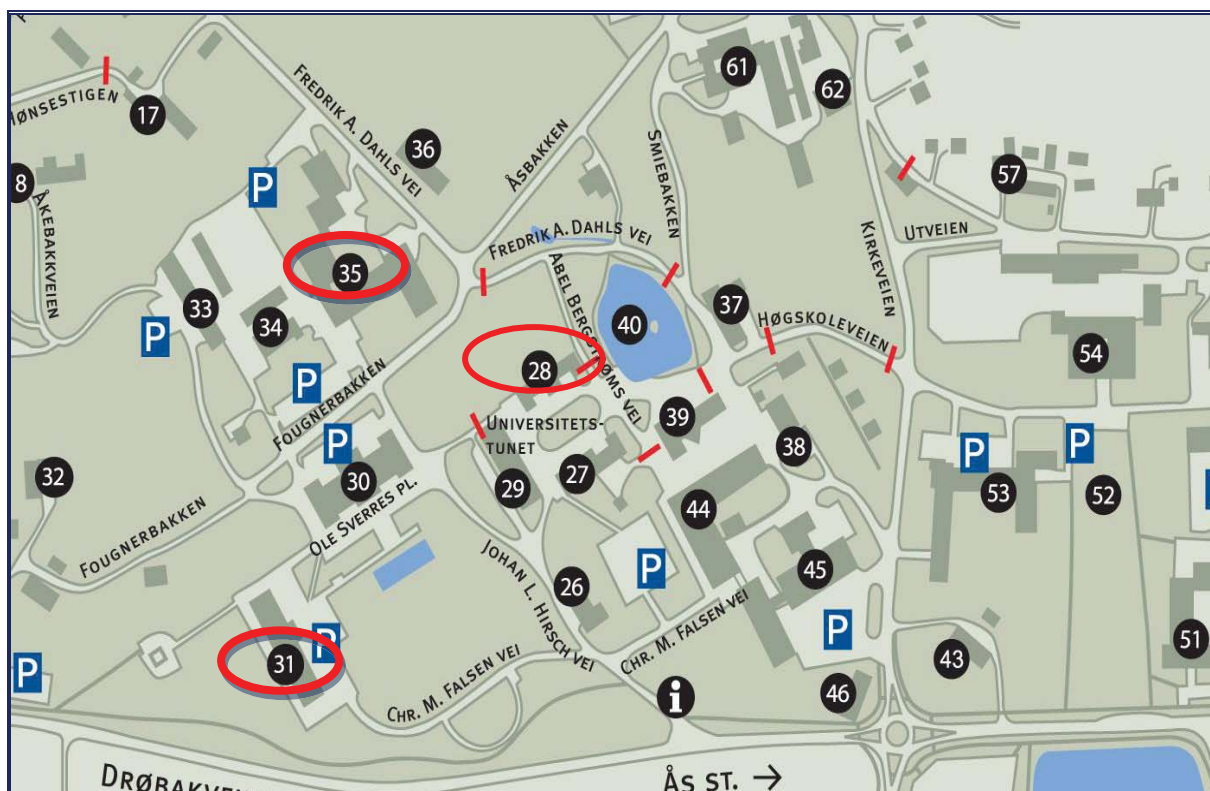 61
62
HØNSESTIGEN
17
FREDRIK A. DAHLS VEI
36
ÅSBAKKEN
SMIEBAKKEN
8
P
57
ÅKEBAKKVEIEN
KIRKEVEIEN
UTVEIEN
FREDRIK A. DAHLS VEI
35
33
34
ABEL BERGSTRØMS VEI
40
37
HØGSKOLEVEIEN
P
54
28
P
FOUGNERBAKKEN
UNIVERSITETS-
TUNET
39
38
P
P
P
32
30
29
27
53
52
P
FOUGNERBAKKEN
OLE SVERRES PL.
44
JOHAN L. HIRSCH VEI
26
P
45
31
P
P
CHR. M. FALSEN VEI
CHR. M. FALSEN VEI
P
43
51
46
i
ÅS ST. →